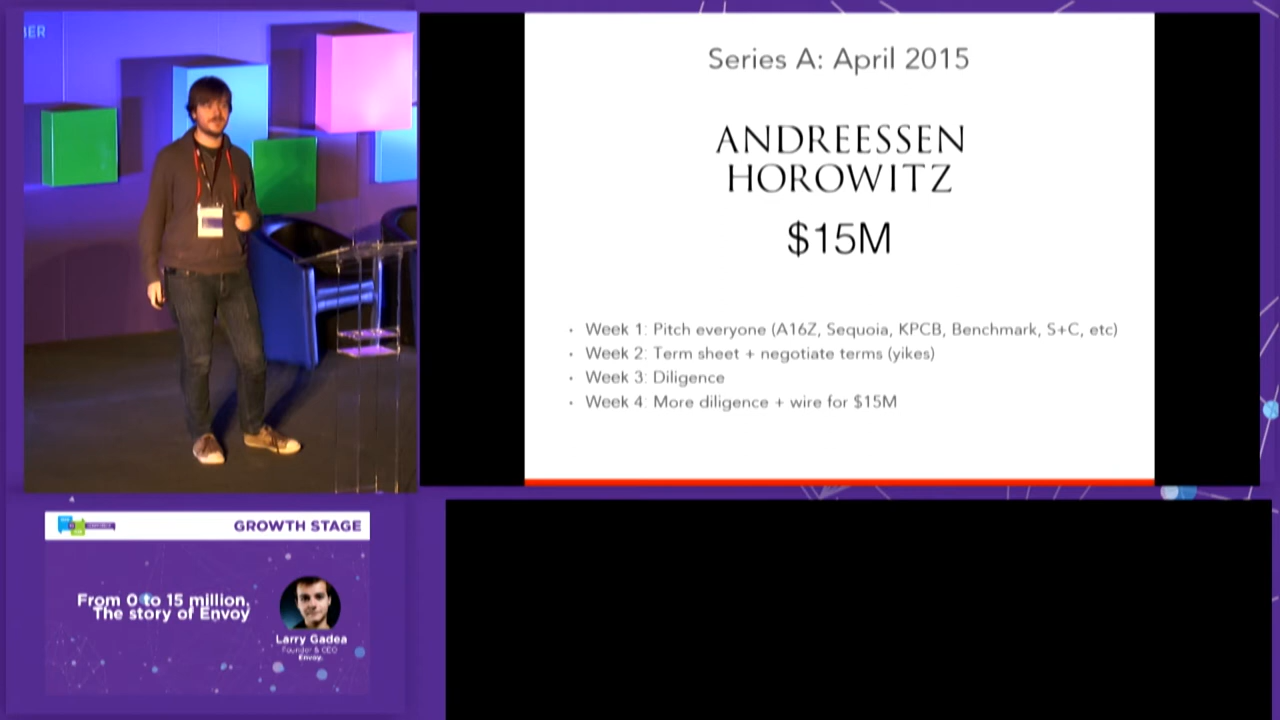 BER
Series A: April 2015
ANDREESSEN
HOROWITZ
$15M
· Week 1: Pitch everyone (A16Z, Sequoia, KPCB, Benchmark, S+C, etc)
· Week 2: Term sheet + negotiate terms (yikes)
· Week 3: Diligence
· Week 4: More diligence + wire for $15M
GROWTH STAGE
From 0 to 15 million.
The story of Envoy
Larry Gadea
Founder & CEO
Envoy.